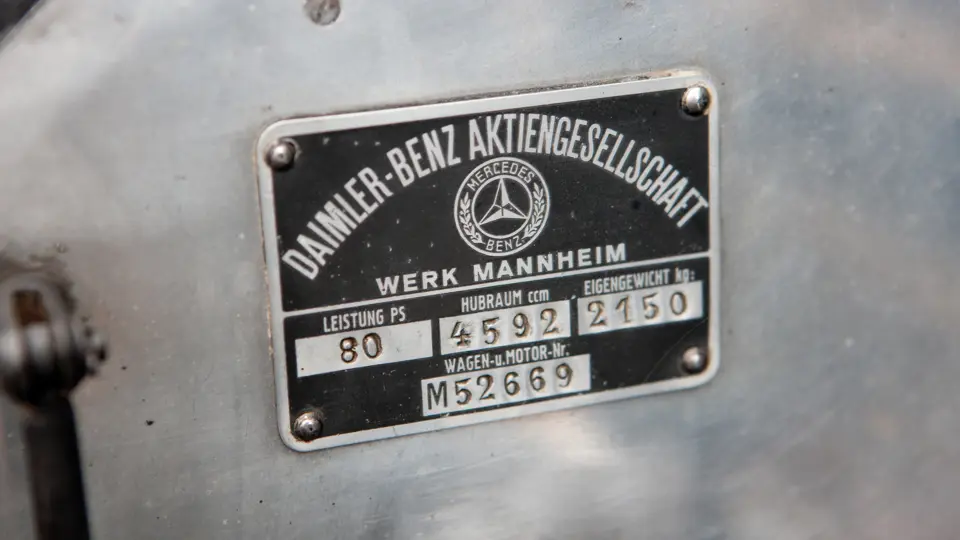 DAIMLER-BENZ AKTIENGESELLSCHAFT
MERCEDES
BENZ
WERK MANNHEIM
LEISTUNG PS HUBRAUM ccm EIGENGEWICHT kg:
80 4592 2150
WAGEN-u.MOTOR-Nr:
M52669